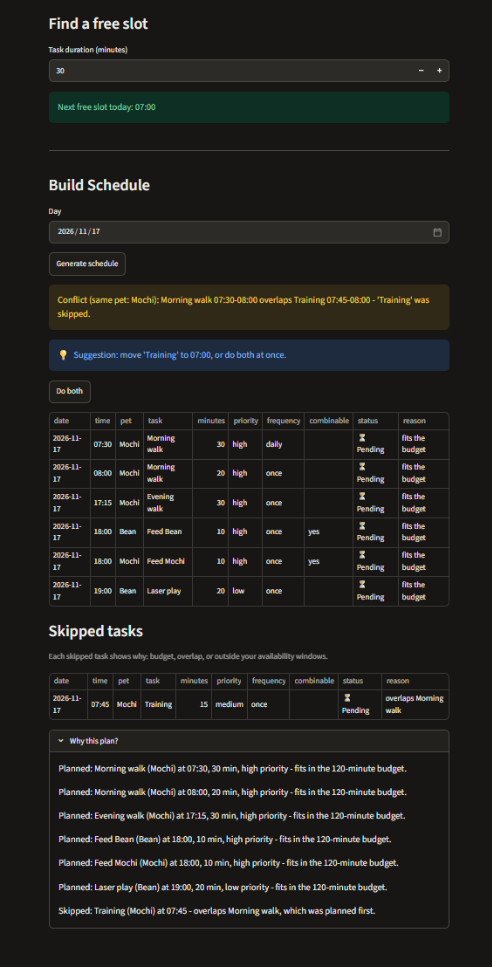 Find a free slot
Task duration (minutes)
30 − +
Next free slot today: 07:00
Build Schedule
Day
2026/11/17
Generate schedule
Conflict (same pet: Mochi): Morning walk 07:30-08:00 overlaps Training 07:45-08:00 - 'Training' was
skipped.
💡 Suggestion: move 'Training' to 07:00, or do both at once.
Do both
date time pet task minutes priority frequency combinable status reason
2026-11-17 07:30 Mochi Morning walk 30 high daily ⏳ Pending fits the budget
2026-11-17 08:00 Mochi Morning walk 20 high once ⏳ Pending fits the budget
2026-11-17 17:15 Mochi Evening walk 30 high once ⏳ Pending fits the budget
2026-11-17 18:00 Bean Feed Bean 10 high once yes ⏳ Pending fits the budget
2026-11-17 18:00 Mochi Feed Mochi 10 high once yes ⏳ Pending fits the budget
2026-11-17 19:00 Bean Laser play 20 low once ⏳ Pending fits the budget
Skipped tasks
Each skipped task shows why: budget, overlap, or outside your availability windows.
date time pet task minutes priority frequency combinable status reason
2026-11-17 07:45 Mochi Training 15 medium once ⏳ Pending overlaps Morning walk
Why this plan?
Planned: Morning walk (Mochi) at 07:30, 30 min, high priority - fits in the 120-minute budget.
Planned: Morning walk (Mochi) at 08:00, 20 min, high priority - fits in the 120-minute budget.
Planned: Evening walk (Mochi) at 17:15, 30 min, high priority - fits in the 120-minute budget.
Planned: Feed Bean (Bean) at 18:00, 10 min, high priority - fits in the 120-minute budget.
Planned: Feed Mochi (Mochi) at 18:00, 10 min, high priority - fits in the 120-minute budget.
Planned: Laser play (Bean) at 19:00, 20 min, low priority - fits in the 120-minute budget.
Skipped: Training (Mochi) at 07:45 - overlaps Morning walk, which was planned first.